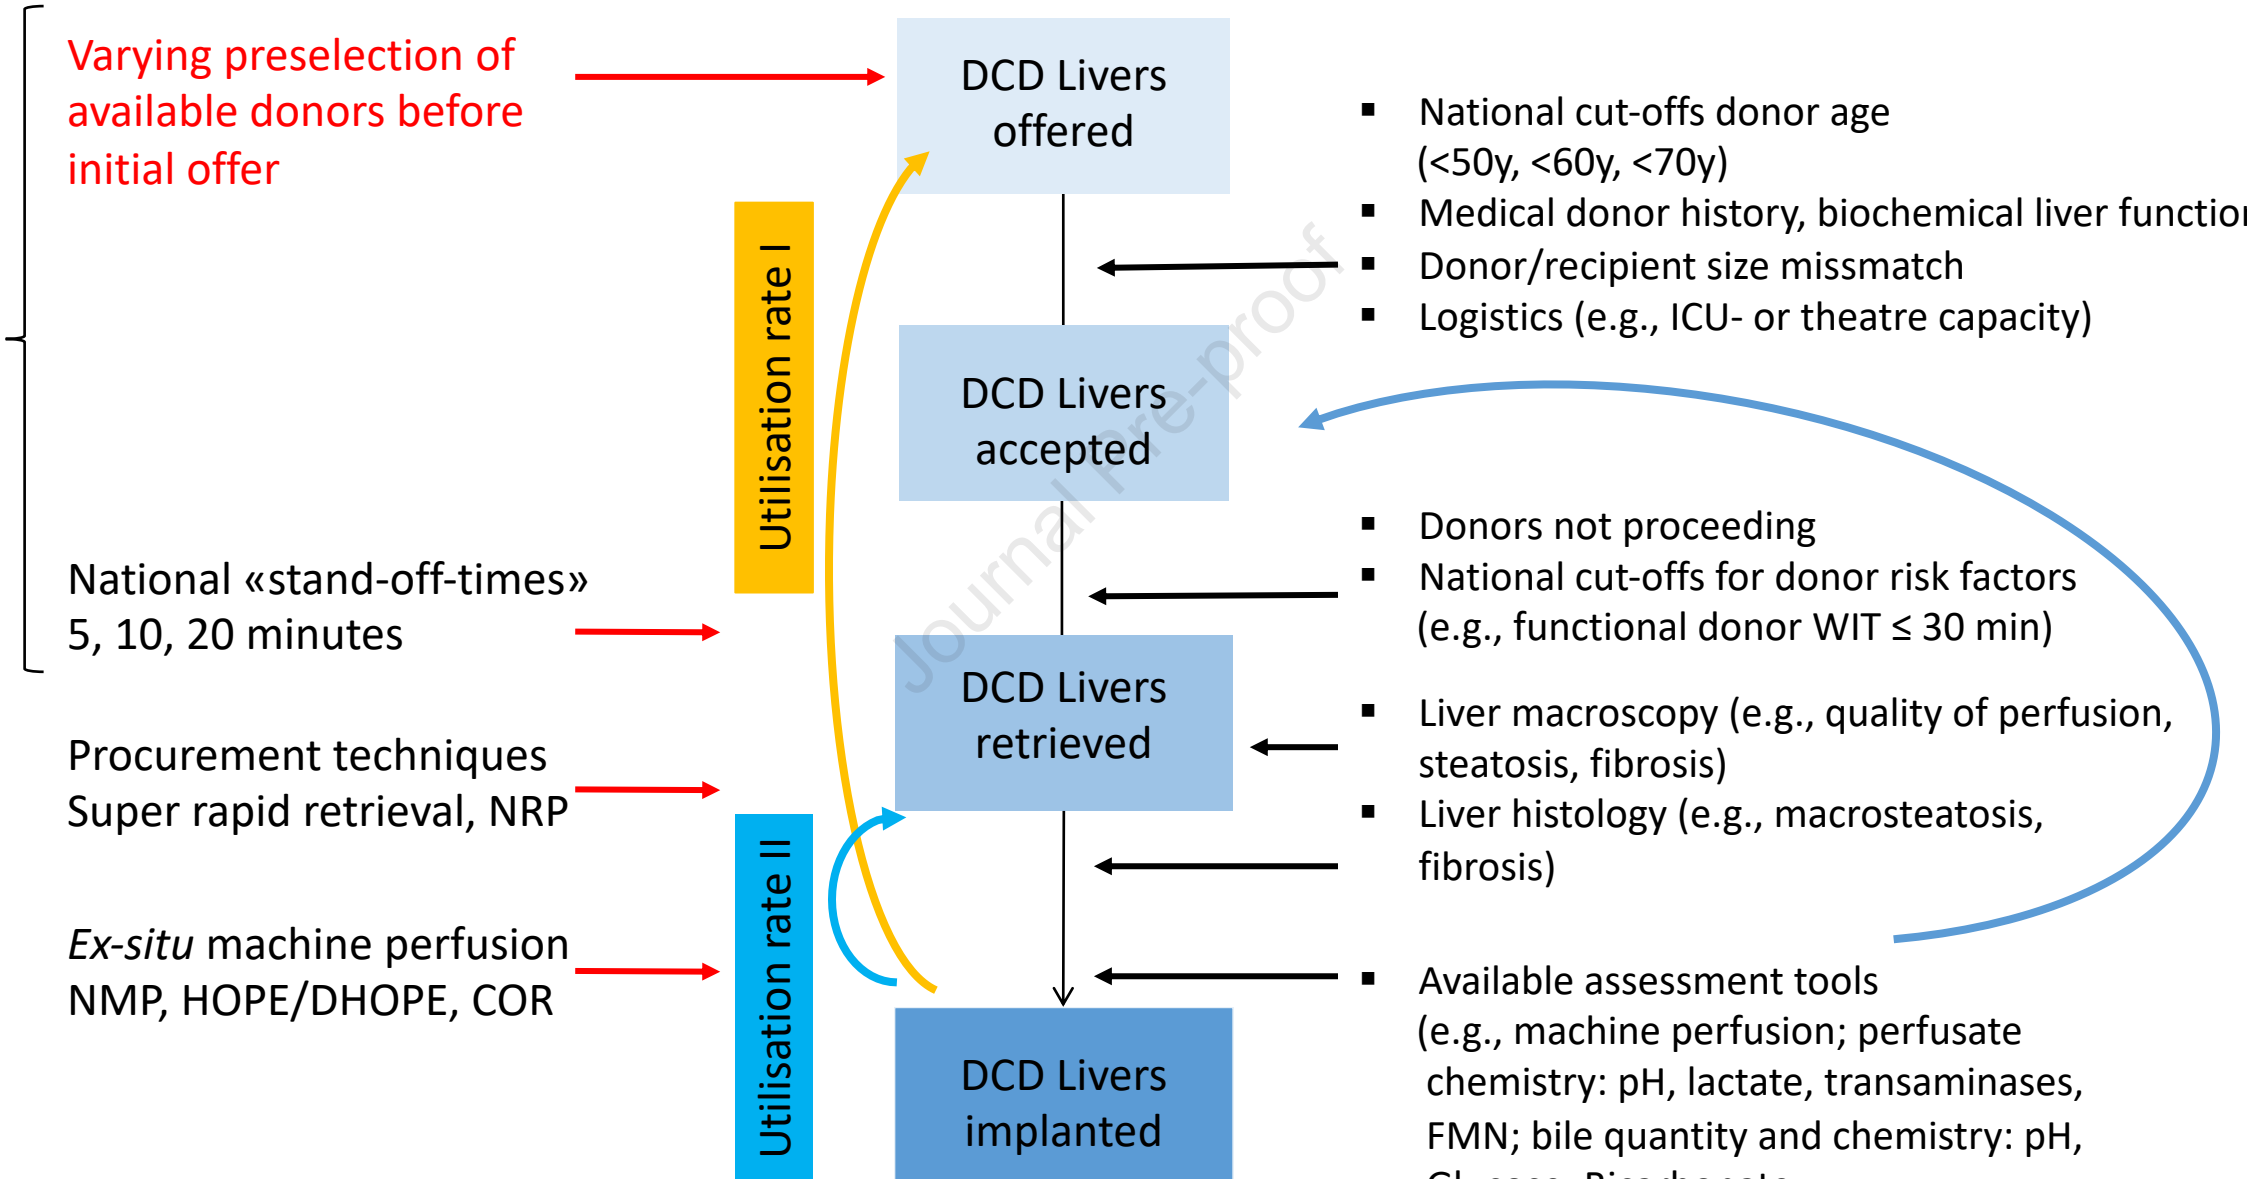 Varying preselection of
available donors before
initial offer
National «stand-off-times»
5, 10, 20 minutes
Procurement techniques
Super rapid retrieval, NRP
Ex-situ machine perfusion
NMP, HOPE/DHOPE, COR
Utilisation rate I
Utilisation rate II
DCD Livers
offered
DCD Livers
accepted
DCD Livers
retrieved
DCD Livers
implanted
Journal Pre-proof
▪ National cut-offs donor age
(<50y, <60y, <70y)
▪ Medical donor history, biochemical liver function
▪ Donor/recipient size missmatch
▪ Logistics (e.g., ICU- or theatre capacity)
▪ Donors not proceeding
▪ National cut-offs for donor risk factors
(e.g., functional donor WIT ≤ 30 min)
▪ Liver macroscopy (e.g., quality of perfusion,
steatosis, fibrosis)
▪ Liver histology (e.g., macrosteatosis,
fibrosis)
▪ Available assessment tools
(e.g., machine perfusion; perfusate
chemistry: pH, lactate, transaminases,
FMN; bile quantity and chemistry: pH,